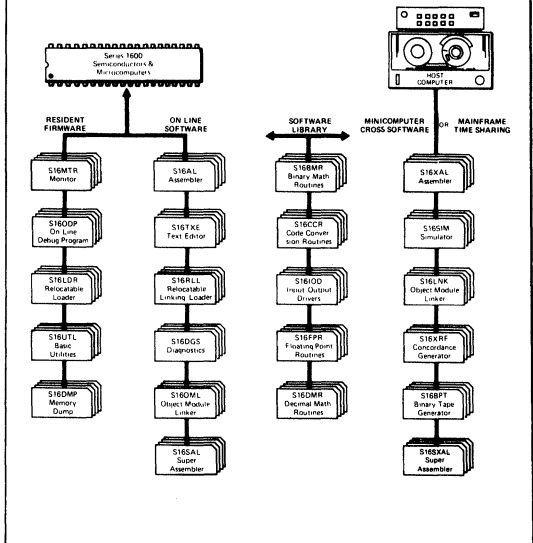 Series 1600
Semiconductors &
Microcomputers
HOST
COMPUTER
RESIDENT
FIRMWARE
ON LINE
SOFTWARE
SOFTWARE
LIBRARY
MINICOMPUTER
CROSS SOFTWARE
OR
MAINFRAME
TIME SHARING
S16MTR
Monitor
S16ODP
On Line
Debug Program
S16LDR
Relocatable
Loader
S16UTL
Basic
Utilities
S16DMP
Memory
Dump
S16AL
Assembler
S16TXE
Text Editor
S16RLL
Relocatable
Linking Loader
S16DGS
Diagnostics
S16OML
Object Module
Linker
S16SAL
Super
Assembler
S16BMR
Binary Math
Routines
S16CCR
Code Conver
sion Routines
S16IOD
Input Output
Drivers
S16FPR
Floating Point
Routines
S16DMR
Decimal Math
Routines
S16XAL
Assembler
S16SIM
Simulator
S16LNK
Object Module
Linker
S16XRF
Concordance
Generator
S16BPT
Binary Tape
Generator
S16SXAL
Super
Assembler